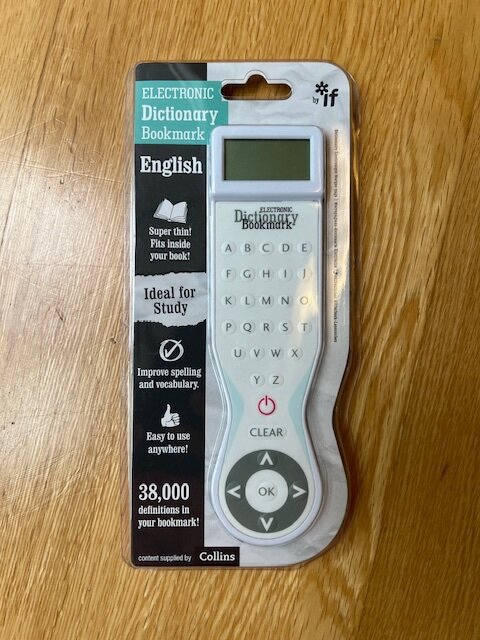 ELECTRONIC
Dictionary
Bookmark
by if
English
Super thin!
Fits inside
your book!
Ideal for
Study
Improve spelling
and vocabulary.
Easy to use
anywhere!
38,000
definitions in
your bookmark!
content supplied by Collins
ELECTRONIC
Dictionary
Bookmark
A B C D E
F G H I J
K L M N O
P Q R S T
U V W X
Y Z
CLEAR
OK